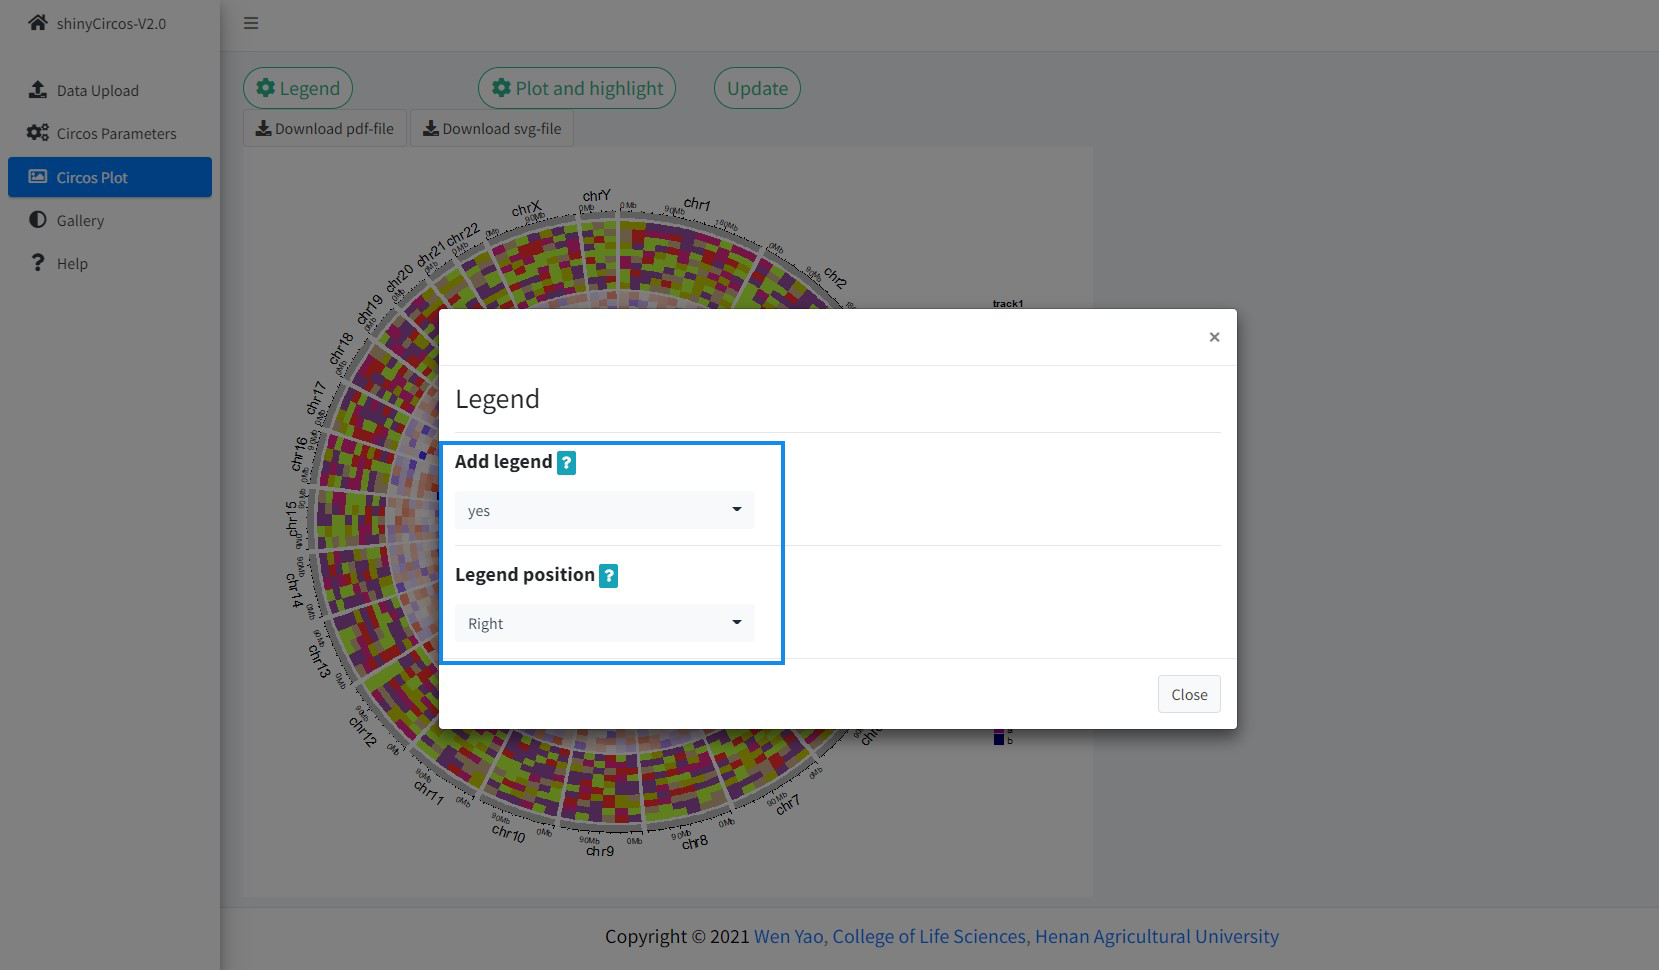 shinyCircos-V2.0
Data Upload
Circos Parameters
Circos Plot
Gallery
Help
Legend
Plot and highlight
Update
Download pdf-file
Download svg-file
chrX
chrY
chr1
chr2
chr22
chr21
chr20
chr19
chr18
chr17
chr16
chr15
chr14
chr13
chr12
chr11
chr10
chr9
chr8
chr7
0Mb
90Mb
180Mb
track1
b
×
Legend
Add legend ?
yes
Legend position ?
Right
Close
Copyright © 2021 Wen Yao, College of Life Sciences, Henan Agricultural University